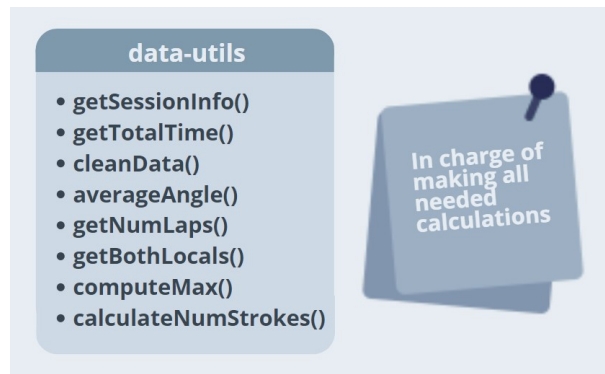 data-utils
• getSessionInfo()
• getTotalTime()
• cleanData()
• averageAngle()
• getNumLaps()
• getBothLocals()
• computeMax()
• calculateNumStrokes()
In charge of
making all
needed
calculations